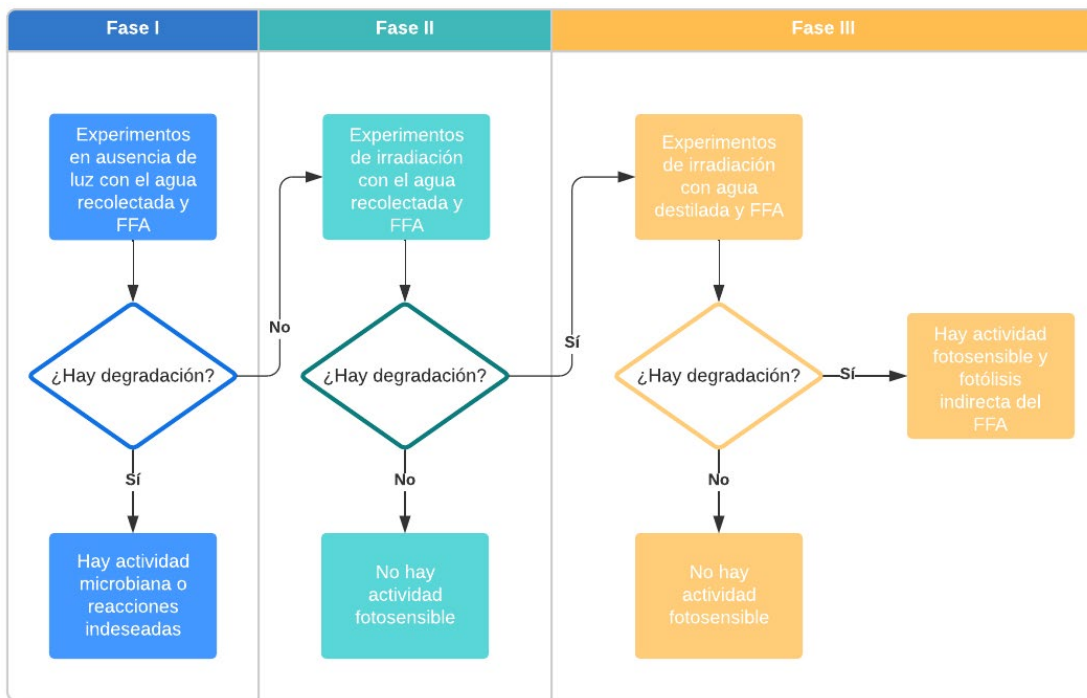 Fase I
Fase II
Fase III
Experimentos
en ausencia de
luz con el agua
recolectada y
FFA
¿Hay degradación?
Sí
Hay actividad
microbiana o
reacciones
indeseadas
No
Experimentos
de irradiación
con el agua
recolectada y
FFA
¿Hay degradación?
No
No hay
actividad
fotosensible
Sí
Experimentos
de irradiación
con agua
destilada y FFA
¿Hay degradación?
No
No hay
actividad
fotosensible
Sí
Hay actividad
fotosensible y
fotólisis
indirecta del
FFA